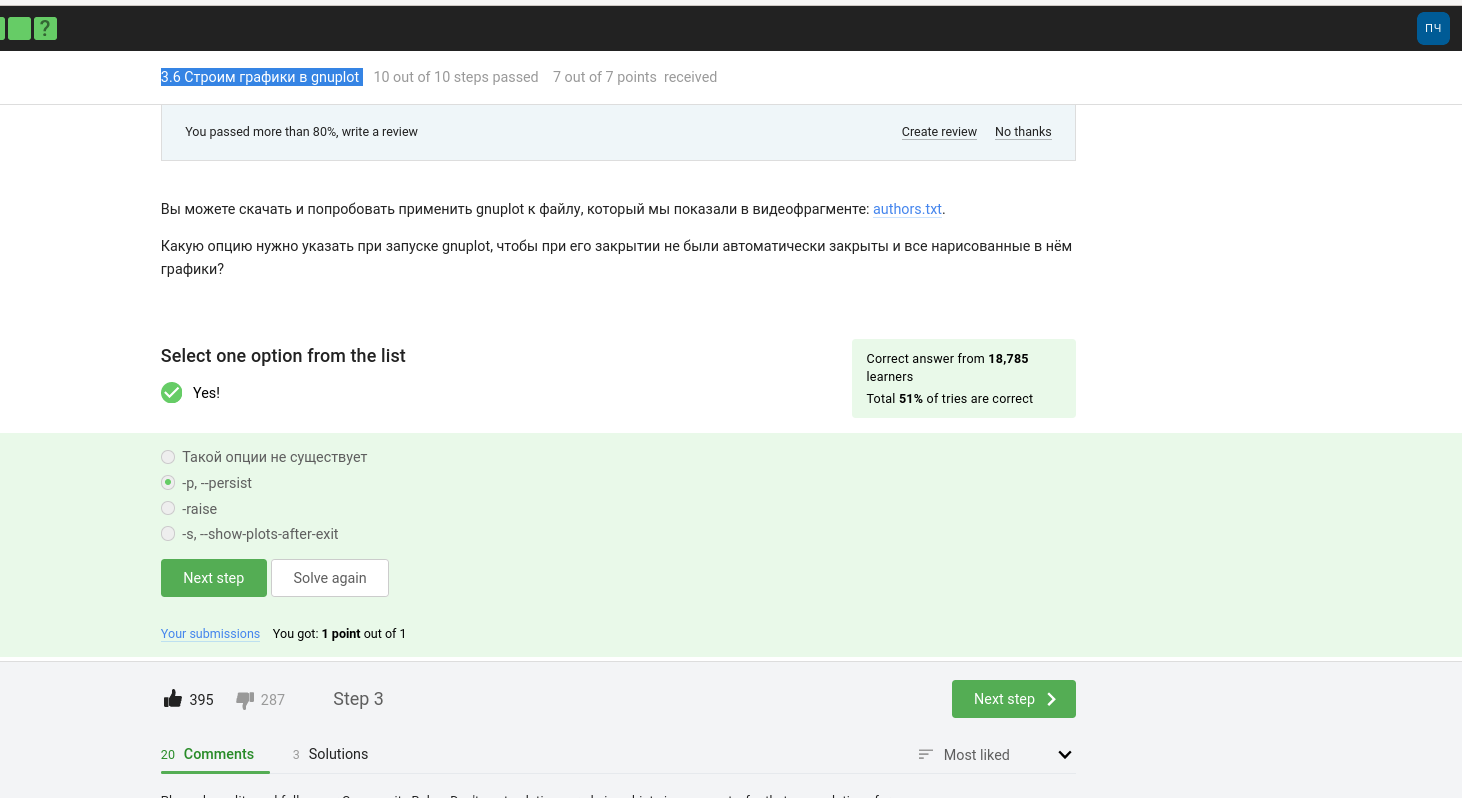 ?
ПЧ
3.6 Строим графики в gnuplot 10 out of 10 steps passed 7 out of 7 points received
You passed more than 80%, write a review Create review No thanks
Вы можете скачать и попробовать применить gnuplot к файлу, который мы показали в видеофрагменте: authors.txt.
Какую опцию нужно указать при запуске gnuplot, чтобы при его закрытии не были автоматически закрыты и все нарисованные в нём
графики?
Select one option from the list
Yes!
Correct answer from 18,785
learners
Total 51% of tries are correct
Такой опции не существует
-p, --persist
-raise
-s, --show-plots-after-exit
Next step Solve again
Your submissions You got: 1 point out of 1
395 287 Step 3 Next step
20 Comments 3 Solutions Most liked